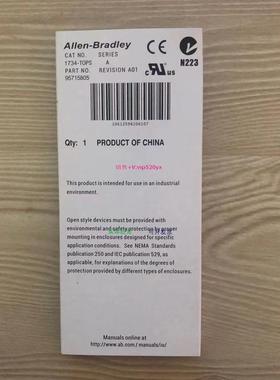 Allen-Bradley
CAT NO. SERIES
1734-TOPS A
PART NO. REVISION A01
95715805
CE
c UL us
N223
Qty: 1 PRODUCT OF CHINA
This product is intended for use in an industrial
environment.
Open style devices must be provided with
environmental and safety protection by proper
mounting in enclosures designed for specific
application conditions. See NEMA Standards
publication 250 and IEC publication 529, as
applicable, for explanations of the degrees of
protection provided by different types of enclosures.
Manuals online at
http://www.ab.com/manuals/io/